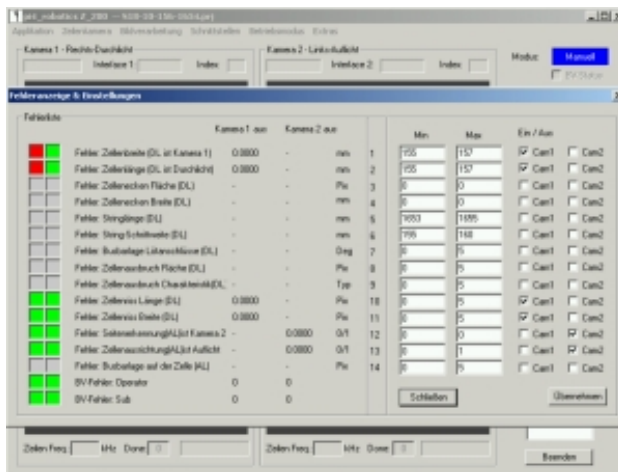 Applikation Zeilenkamera Bildverarbeitung Schnittstellen Betriebsmodus Extras
Kamera 1 - Rechts-Durchlicht
Kamera 2 - Links-Auflicht
Interface 1: Index:
Interface 2: Index:
Modus: Manuell
BV-Status
Fehleranzeige & Einstellungen
Fehlerliste
Kamera 1 aus Kamera 2 aus Min Max Ein / Aus
Fehler: Zellenbreite (DL ist Kamera 1) 0.0000 - mm 1 155 157 Cam1 Cam2
Fehler: Zellenlänge (DL ist Durchlicht) 0.0000 - mm 2 155 157 Cam1 Cam2
Fehler: Zellenecken Fläche (DL) - - Pix 3 0 0 Cam1 Cam2
Fehler: Zellenecken Breite (DL) - - mm 4 0 0 Cam1 Cam2
Fehler: Stringlänge (DL) - - mm 5 1653 1655 Cam1 Cam2
Fehler: String Schrittweite (DL) - - mm 6 155 160 Cam1 Cam2
Fehler: Busbarlage Lötanschlüsse (DL) - - Deg 7 0 5 Cam1 Cam2
Fehler: Zellenausbruch Fläche (DL) - - Pix 8 0 5 Cam1 Cam2
Fehler: Zellenausbruch Charakteristik(DL) - - Typ 9 0 5 Cam1 Cam2
Fehler: Zellenriss Länge (DL) 0.0000 - Pix 10 0 5 Cam1 Cam2
Fehler: Zellenriss Breite (DL) 0.0000 - Pix 11 0 5 Cam1 Cam2
Fehler: Seitenerkennung(AL)ist Kamera 2 - 0.0000 0/1 12 0 0 Cam1 Cam2
Fehler: Zellenausrichtung(AL)ist Auflicht - 0.0000 0/1 13 0 1 Cam1 Cam2
Fehler: Busbarlage auf der Zelle (AL) - - Pix 14 0 5 Cam1 Cam2
BV-Fehler: Operator 0 0
BV-Fehler: Sub 0 0
Schließen Übernehmen
Zeilen Freq. kHz Done: 0
Zeilen Freq. kHz Done: 0
Beenden